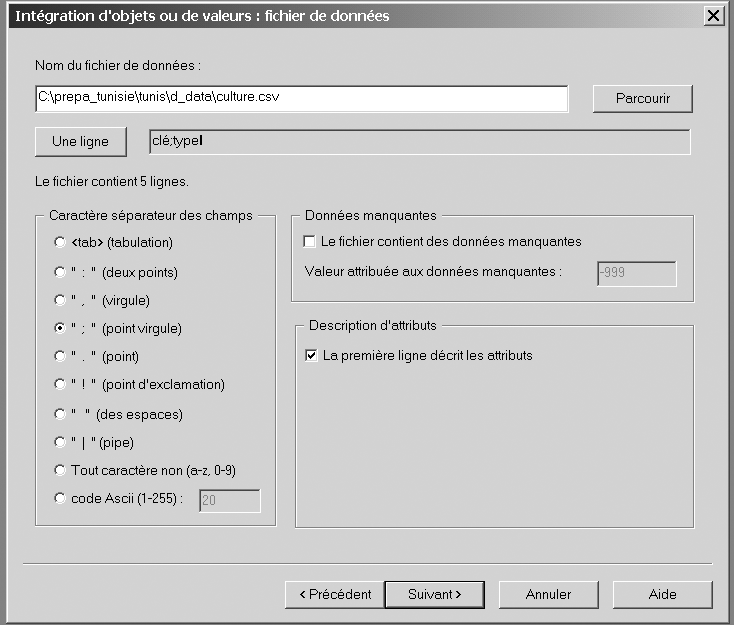 Intégration d'objets ou de valeurs : fichier de données
Nom du fichier de données :
C:\prepa_tunisie\tunis\d_data\culture.csv
Parcourir
Une ligne
clé;typeI
Le fichier contient 5 lignes.
Caractère séparateur des champs
<tab> (tabulation)
" : " (deux points)
" , " (virgule)
" ; " (point virgule)
" . " (point)
" ! " (point d'exclamation)
"  " (des espaces)
" | " (pipe)
Tout caractère non (a-z, 0-9)
code Ascii (1-255) : 20
Données manquantes
Le fichier contient des données manquantes
Valeur attribuée aux données manquantes : -999
Description d'attributs
La première ligne décrit les attributs
< Précédent
Suivant >
Annuler
Aide